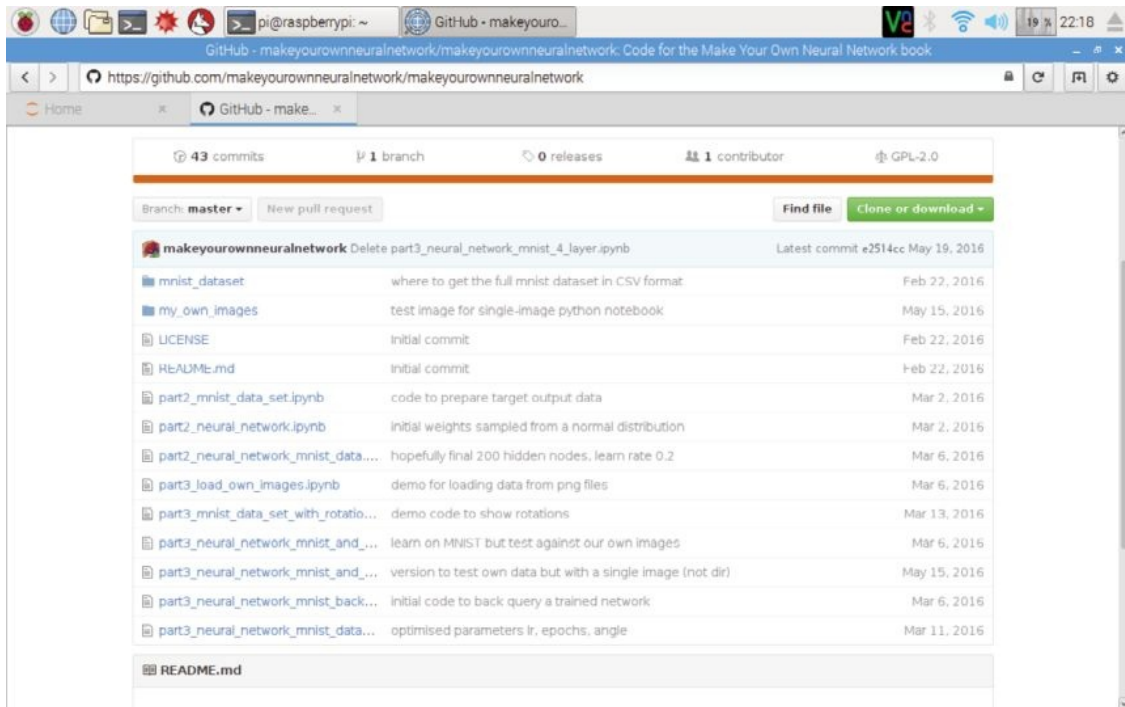 pi@raspberrypi: ~ GitHub - makeyouro... 19 % 22:18
GitHub - makeyourownneuralnetwork/makeyourownneuralnetwork: Code for the Make Your Own Neural Network book
https://github.com/makeyourownneuralnetwork/makeyourownneuralnetwork
Home GitHub - make...
43 commits 1 branch 0 releases 1 contributor GPL-2.0
Branch: master New pull request Find file Clone or download
makeyourownneuralnetwork Delete part3_neural_network_mnist_4_layer.ipynb Latest commit e2514cc May 19, 2016
mnist_dataset where to get the full mnist dataset in CSV format Feb 22, 2016
my_own_images test image for single-image python notebook May 15, 2016
LICENSE Initial commit Feb 22, 2016
README.md Initial commit Feb 22, 2016
part2_mnist_data_set.ipynb code to prepare target output data Mar 2, 2016
part2_neural_network.ipynb initial weights sampled from a normal distribution Mar 2, 2016
part2_neural_network_mnist_data.... hopefully final 200 hidden nodes, learn rate 0.2 Mar 6, 2016
part3_load_own_images.ipynb demo for loading data from png files Mar 6, 2016
part3_mnist_data_set_with_rotatio... demo code to show rotations Mar 13, 2016
part3_neural_network_mnist_and_... learn on MNIST but test against our own images Mar 6, 2016
part3_neural_network_mnist_and_... version to test own data but with a single image (not dir) May 15, 2016
part3_neural_network_mnist_back... initial code to back query a trained network Mar 6, 2016
part3_neural_network_mnist_data... optimised parameters lr, epochs, angle Mar 11, 2016
README.md